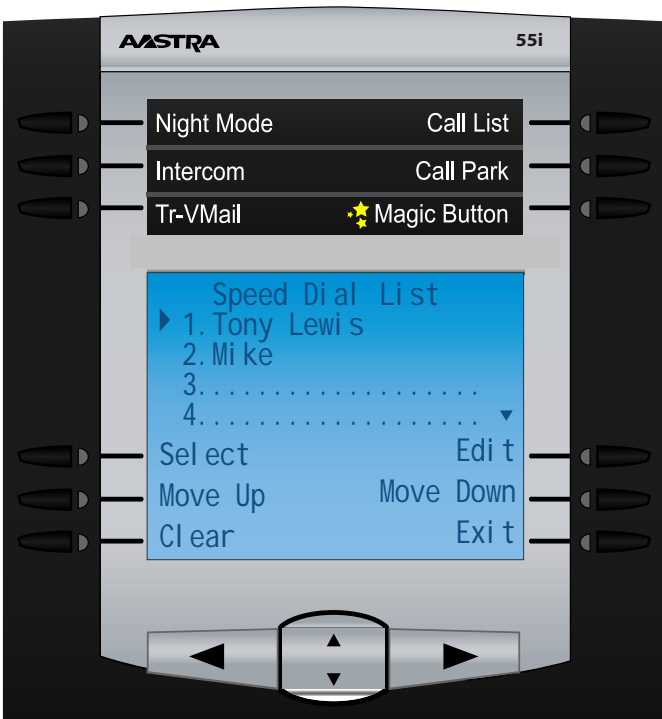 AASTRA 55i
Night Mode Call List
Intercom Call Park
Tr-VMail Magic Button
Speed Dial List
1. Tony Lewis
2. Mike
3....................
4....................
Select Edit
Move Up Move Down
Clear Exit